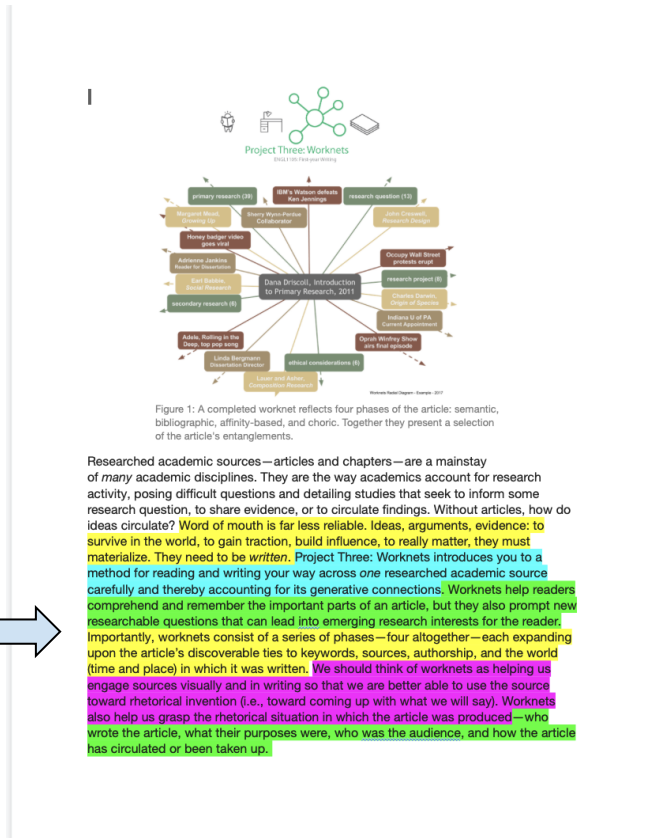 Project Three: Worknets
ENGL1105: First-year Writing
primary research (39)
IBM's Watson defeats
Ken Jennings
research question (13)
Margaret Mead,
Growing Up
Sherry Wynn-Perdue
Collaborator
John Creswell,
Research Design
Honey badger video
goes viral
Adrienne Jankins
Reader for Dissertation
Occupy Wall Street
protests erupt
Earl Babbie,
Social Research
Dana Driscoll, Introduction
to Primary Research, 2011
research project (8)
Charles Darwin,
Origin of Species
secondary research (6)
Indiana U of PA
Current Appointment
Adele, Rolling in the
Deep, top pop song
Oprah Winfrey Show
airs final episode
Linda Bergmann
Dissertation Director
ethical considerations (8)
Lauer and Asher,
Composition Research
Worknets Radial Diagram - Example - 2017
Figure 1: A completed worknet reflects four phases of the article: semantic,
bibliographic, affinity-based, and choric. Together they present a selection
of the article's entanglements.
Researched academic sources—articles and chapters—are a mainstay
of many academic disciplines. They are the way academics account for research
activity, posing difficult questions and detailing studies that seek to inform some
research question, to share evidence, or to circulate findings. Without articles, how do
ideas circulate? Word of mouth is far less reliable. Ideas, arguments, evidence: to
survive in the world, to gain traction, build influence, to really matter, they must
materialize. They need to be written. Project Three: Worknets introduces you to a
method for reading and writing your way across one researched academic source
carefully and thereby accounting for its generative connections. Worknets help readers
comprehend and remember the important parts of an article, but they also prompt new
researchable questions that can lead into emerging research interests for the reader.
Importantly, worknets consist of a series of phases—four altogether—each expanding
upon the article's discoverable ties to keywords, sources, authorship, and the world
(time and place) in which it was written. We should think of worknets as helping us
engage sources visually and in writing so that we are better able to use the source
toward rhetorical invention (i.e., toward coming up with what we will say). Worknets
also help us grasp the rhetorical situation in which the article was produced—who
wrote the article, what their purposes were, who was the audience, and how the article
has circulated or been taken up.